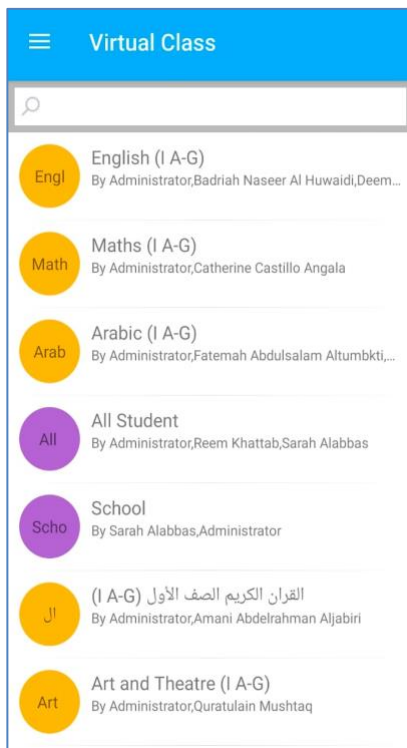 Virtual Class
Engl
English (I A-G)
By Administrator,Badriah Naseer Al Huwaidi,Deem...
Math
Maths (I A-G)
By Administrator,Catherine Castillo Angala
Arab
Arabic (I A-G)
By Administrator,Fatemah Abdulsalam Altumbkti,...
All
All Student
By Administrator,Reem Khattab,Sarah Alabbas
Scho
School
By Sarah Alabbas,Administrator
ال
القران الكريم الصف الأول (I A-G)
By Administrator,Amani Abdelrahman Aljabiri
Art
Art and Theatre (I A-G)
By Administrator,Quratulain Mushtaq